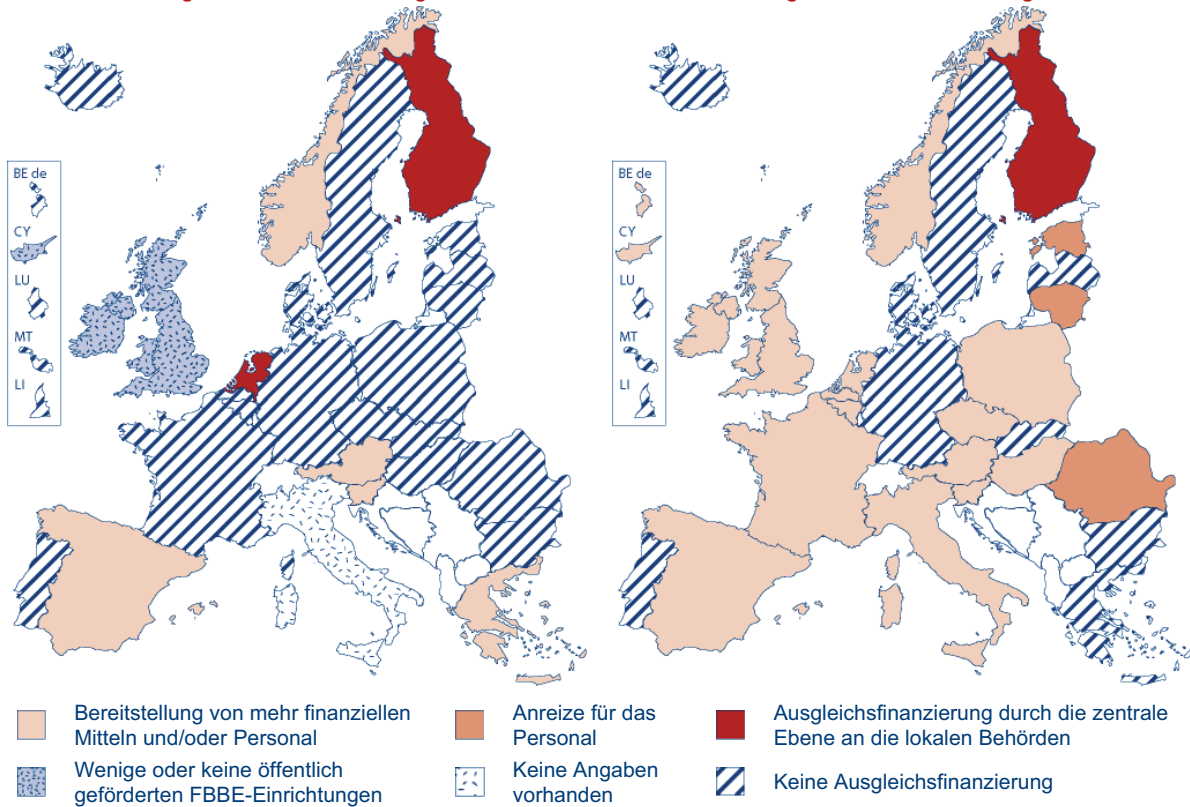 BE de
CY
LU
MT
LI
BE de
CY
LU
MT
LI
Bereitstellung von mehr finanziellen
Mitteln und/oder Personal
Anreize für das
Personal
Ausgleichsfinanzierung durch die zentrale
Ebene an die lokalen Behörden
Wenige oder keine öffentlich
geförderten FBBE-Einrichtungen
Keine Angaben
vorhanden
Keine Ausgleichsfinanzierung